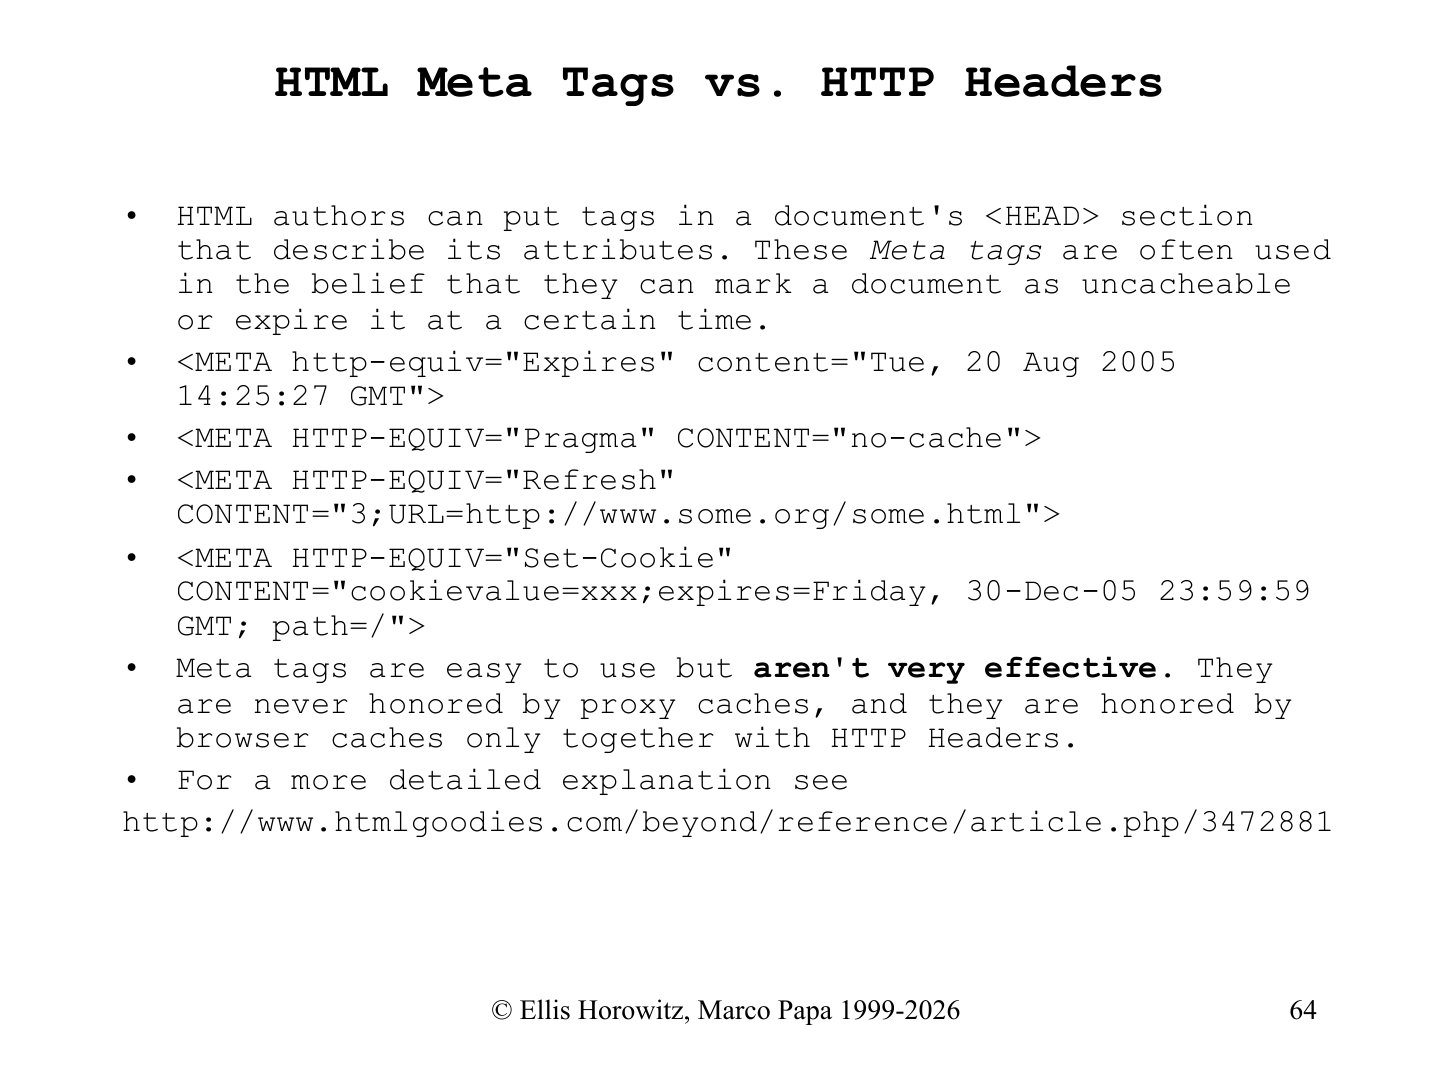 HTML Meta Tags vs. HTTP Headers
• HTML authors can put tags in a document's <HEAD> section
that describe its attributes. These Meta tags are often used
in the belief that they can mark a document as uncacheable
or expire it at a certain time.
• <META http-equiv="Expires" content="Tue, 20 Aug 2005
14:25:27 GMT">
• <META HTTP-EQUIV="Pragma" CONTENT="no-cache">
• <META HTTP-EQUIV="Refresh"
CONTENT="3;URL=http://www.some.org/some.html">
• <META HTTP-EQUIV="Set-Cookie"
CONTENT="cookievalue=xxx;expires=Friday, 30-Dec-05 23:59:59
GMT; path=/">
• Meta tags are easy to use but aren't very effective. They
are never honored by proxy caches, and they are honored by
browser caches only together with HTTP Headers.
• For a more detailed explanation see
http://www.htmlgoodies.com/beyond/reference/article.php/3472881
© Ellis Horowitz, Marco Papa 1999-2026
64